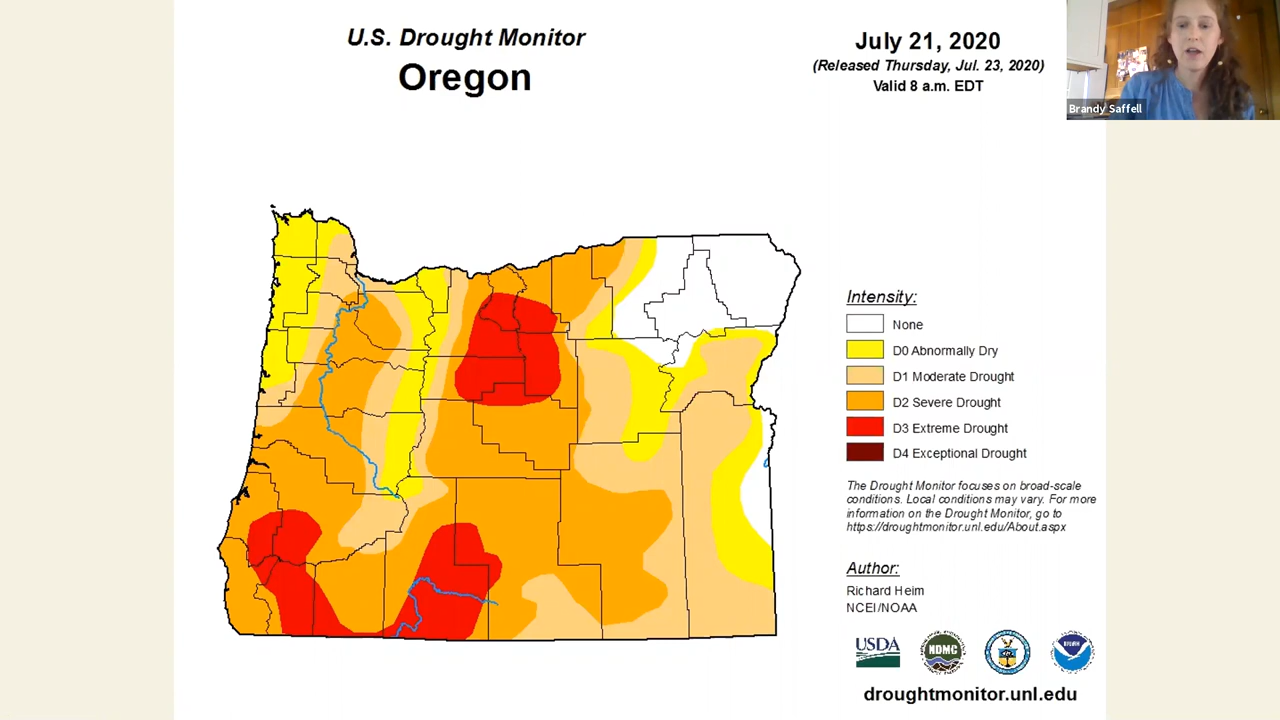 U.S. Drought Monitor
Oregon
July 21, 2020
(Released Thursday, Jul. 23, 2020)
Valid 8 a.m. EDT
Brandy Saffell
Intensity:
None
D0 Abnormally Dry
D1 Moderate Drought
D2 Severe Drought
D3 Extreme Drought
D4 Exceptional Drought
The Drought Monitor focuses on broad-scale
conditions. Local conditions may vary. For more
information on the Drought Monitor, go to
https://droughtmonitor.unl.edu/About.aspx
Author:
Richard Heim
NCEI/NOAA
USDA
NDMC
droughtmonitor.unl.edu